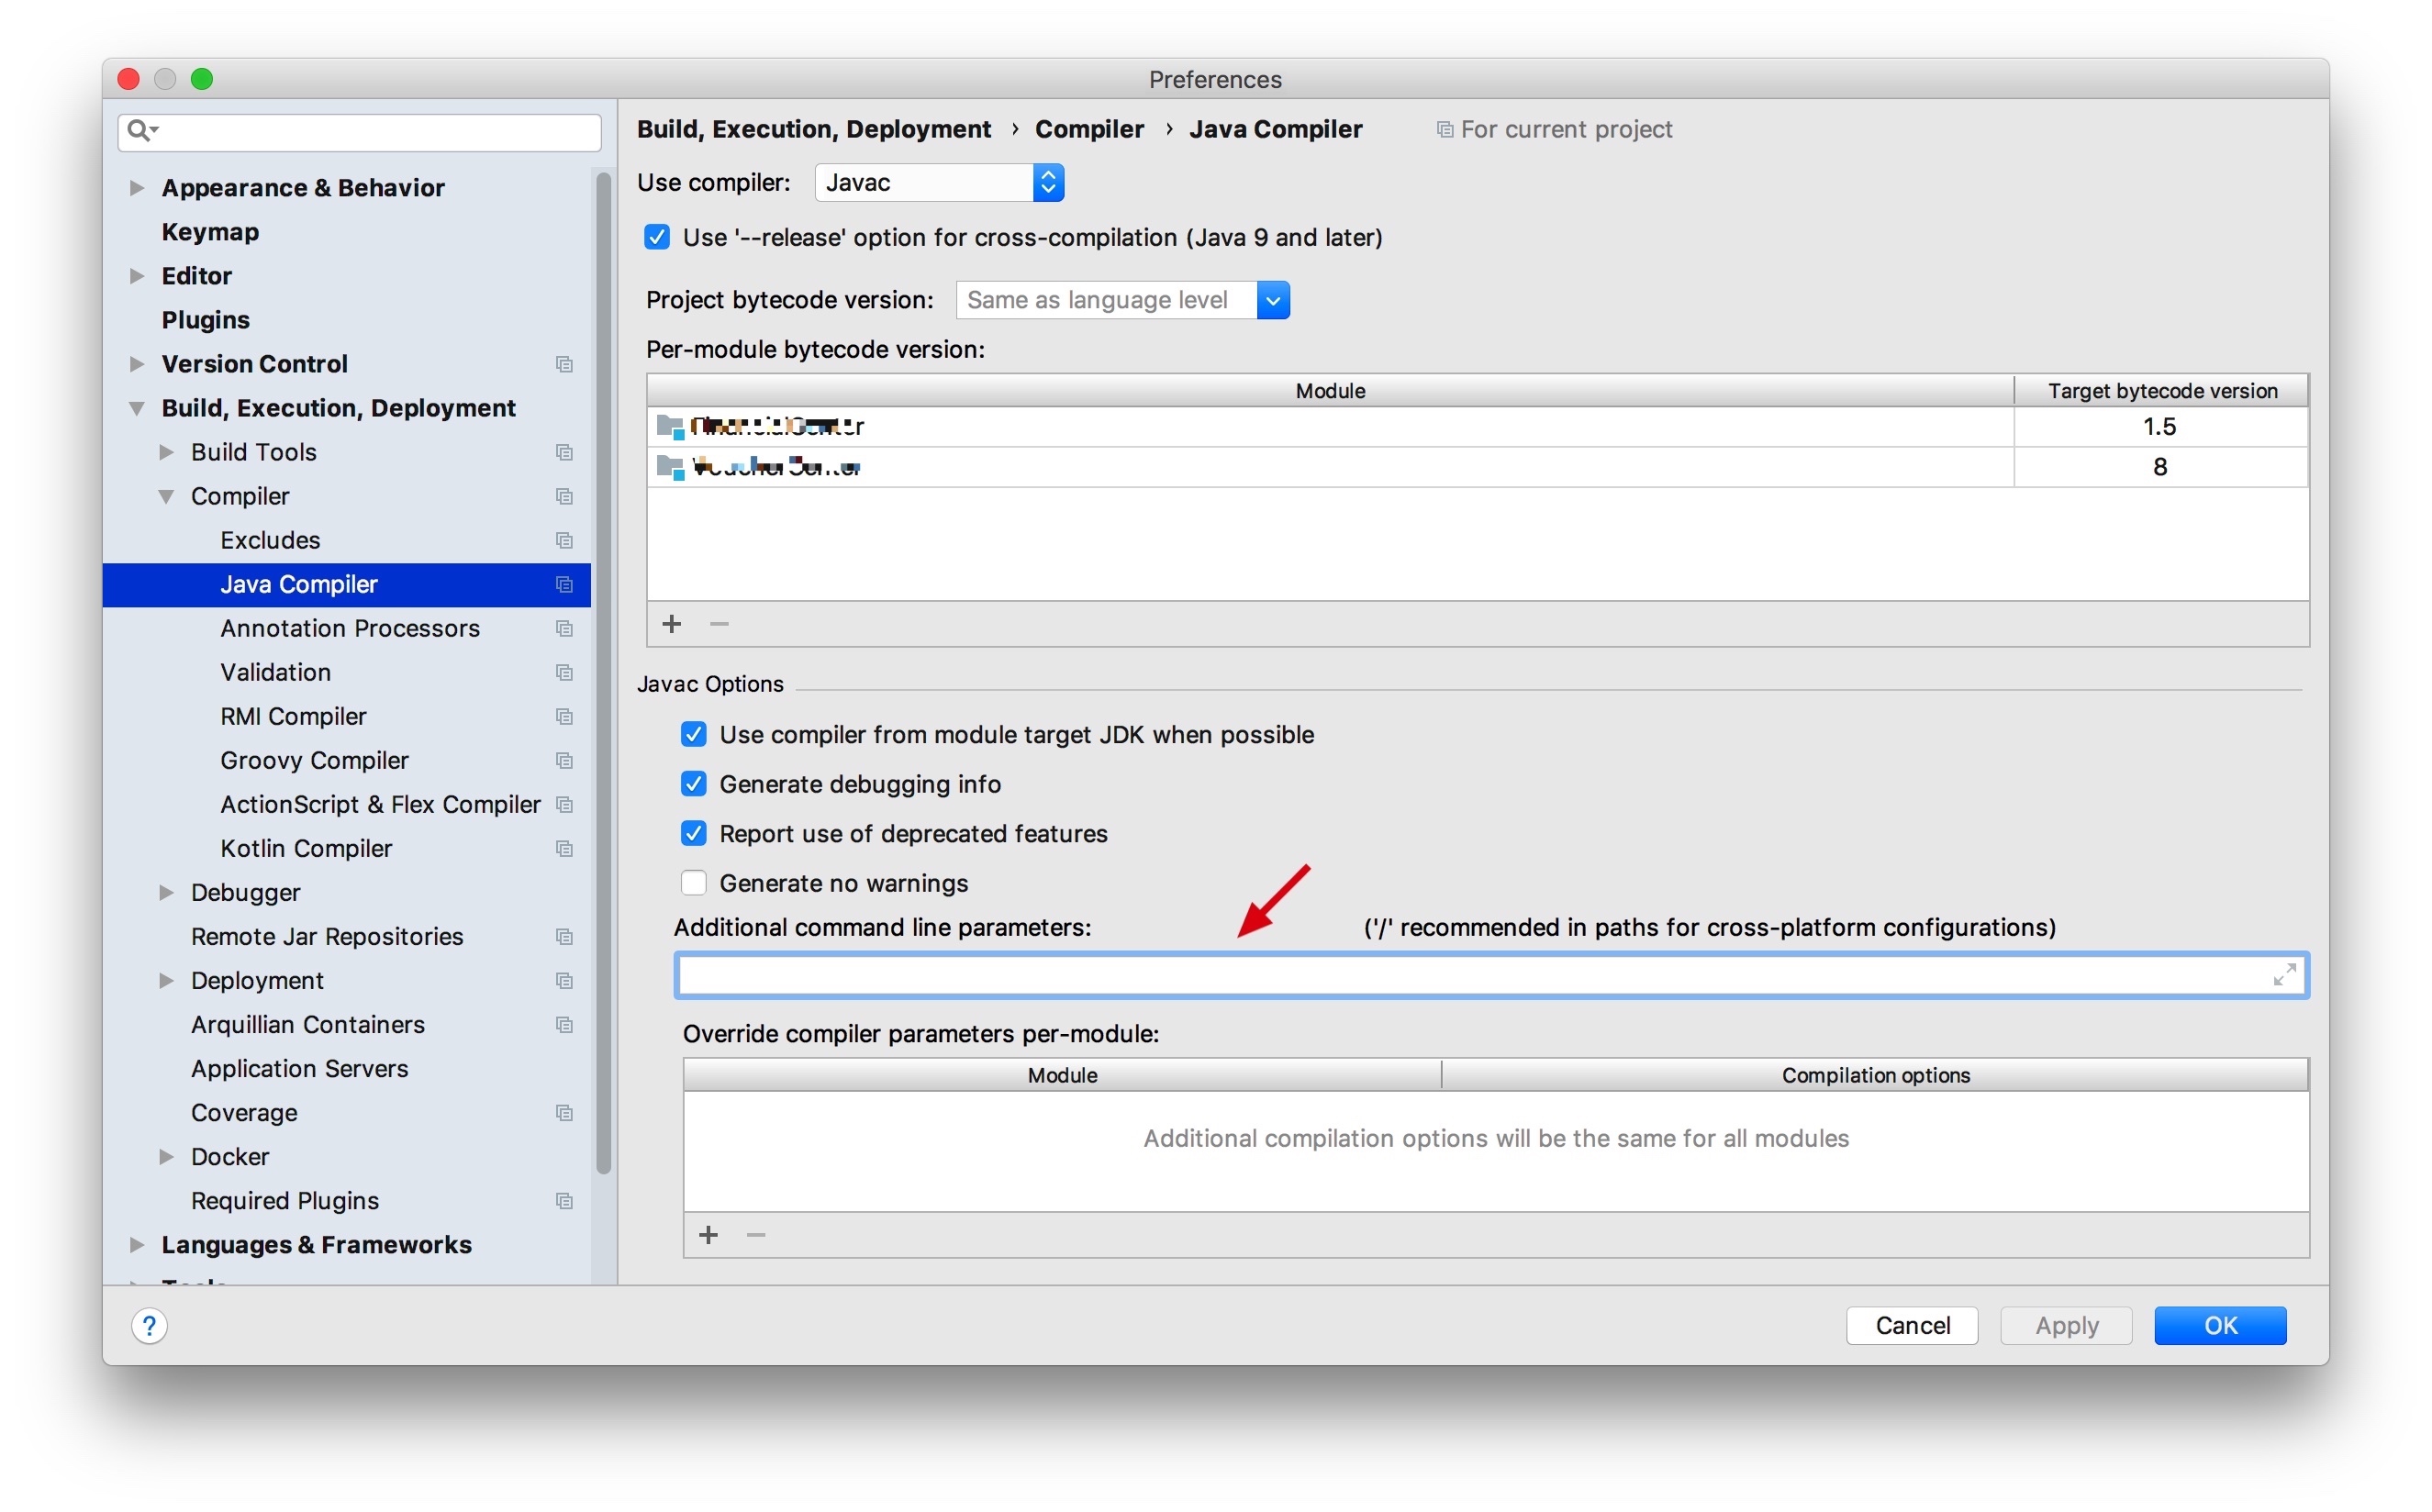 Preferences
Appearance & Behavior
Keymap
Editor
Plugins
Version Control
Build, Execution, Deployment
Build Tools
Compiler
Excludes
Java Compiler
Annotation Processors
Validation
RMI Compiler
Groovy Compiler
ActionScript & Flex Compiler
Kotlin Compiler
Debugger
Remote Jar Repositories
Deployment
Arquillian Containers
Application Servers
Coverage
Docker
Required Plugins
Languages & Frameworks
Build, Execution, Deployment › Compiler › Java Compiler For current project
Use compiler: Javac
Use '--release' option for cross-compilation (Java 9 and later)
Project bytecode version: Same as language level
Per-module bytecode version:
Module Target bytecode version
1.5
8
Javac Options
Use compiler from module target JDK when possible
Generate debugging info
Report use of deprecated features
Generate no warnings
Additional command line parameters: ('/' recommended in paths for cross-platform configurations)
Override compiler parameters per-module:
Module Compilation options
Additional compilation options will be the same for all modules
? Cancel Apply OK